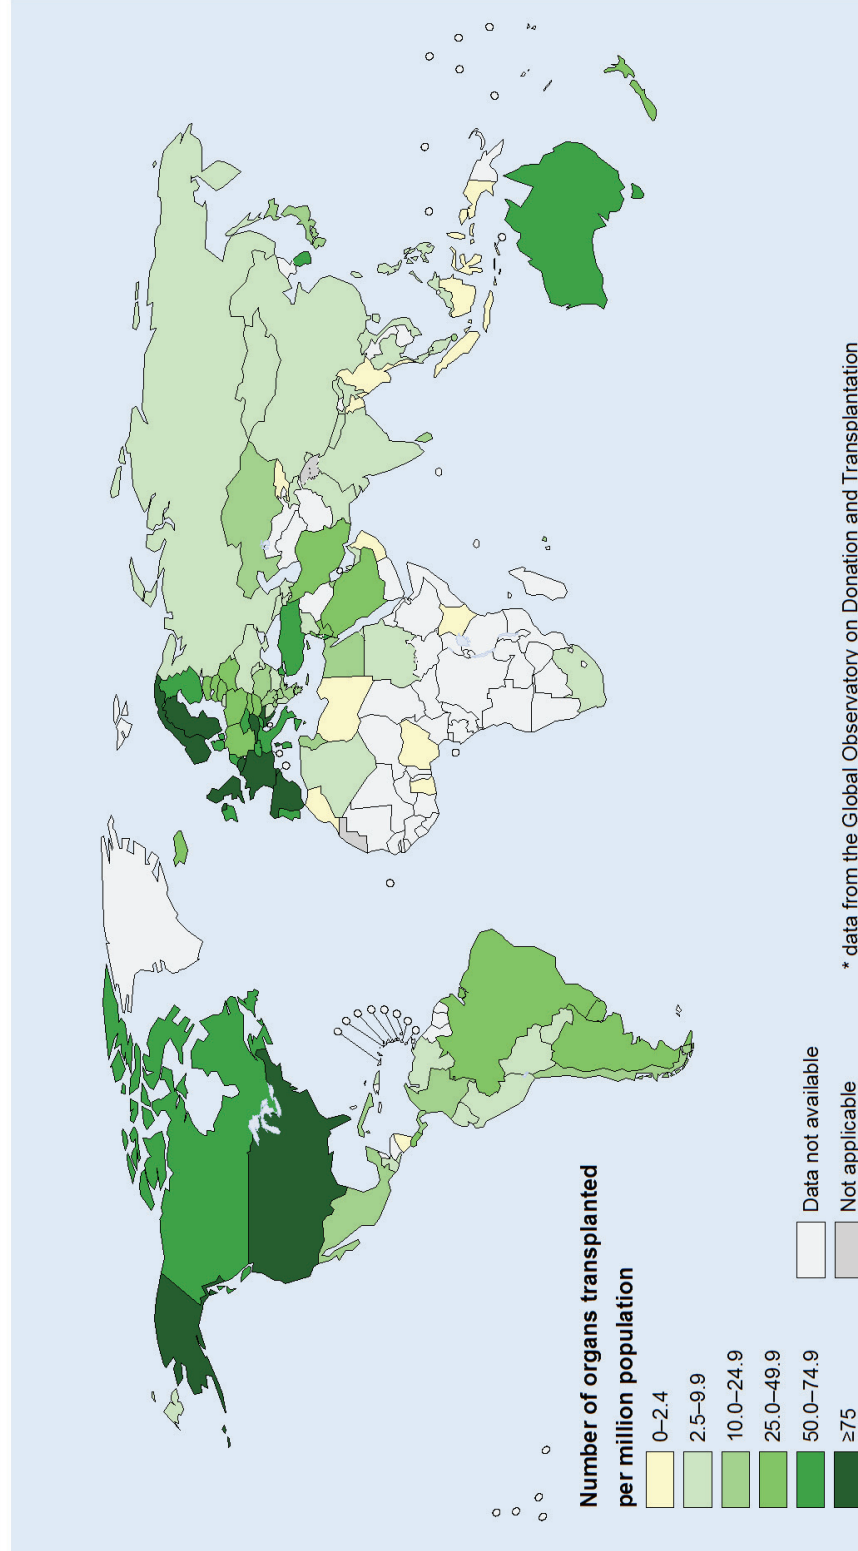 Number of organs transplanted
per million population
0–2.4
2.5–9.9
10.0–24.9
25.0–49.9
50.0–74.9
≥75
Data not available
Not applicable
* data from the Global Observatory on Donation and Transplantation